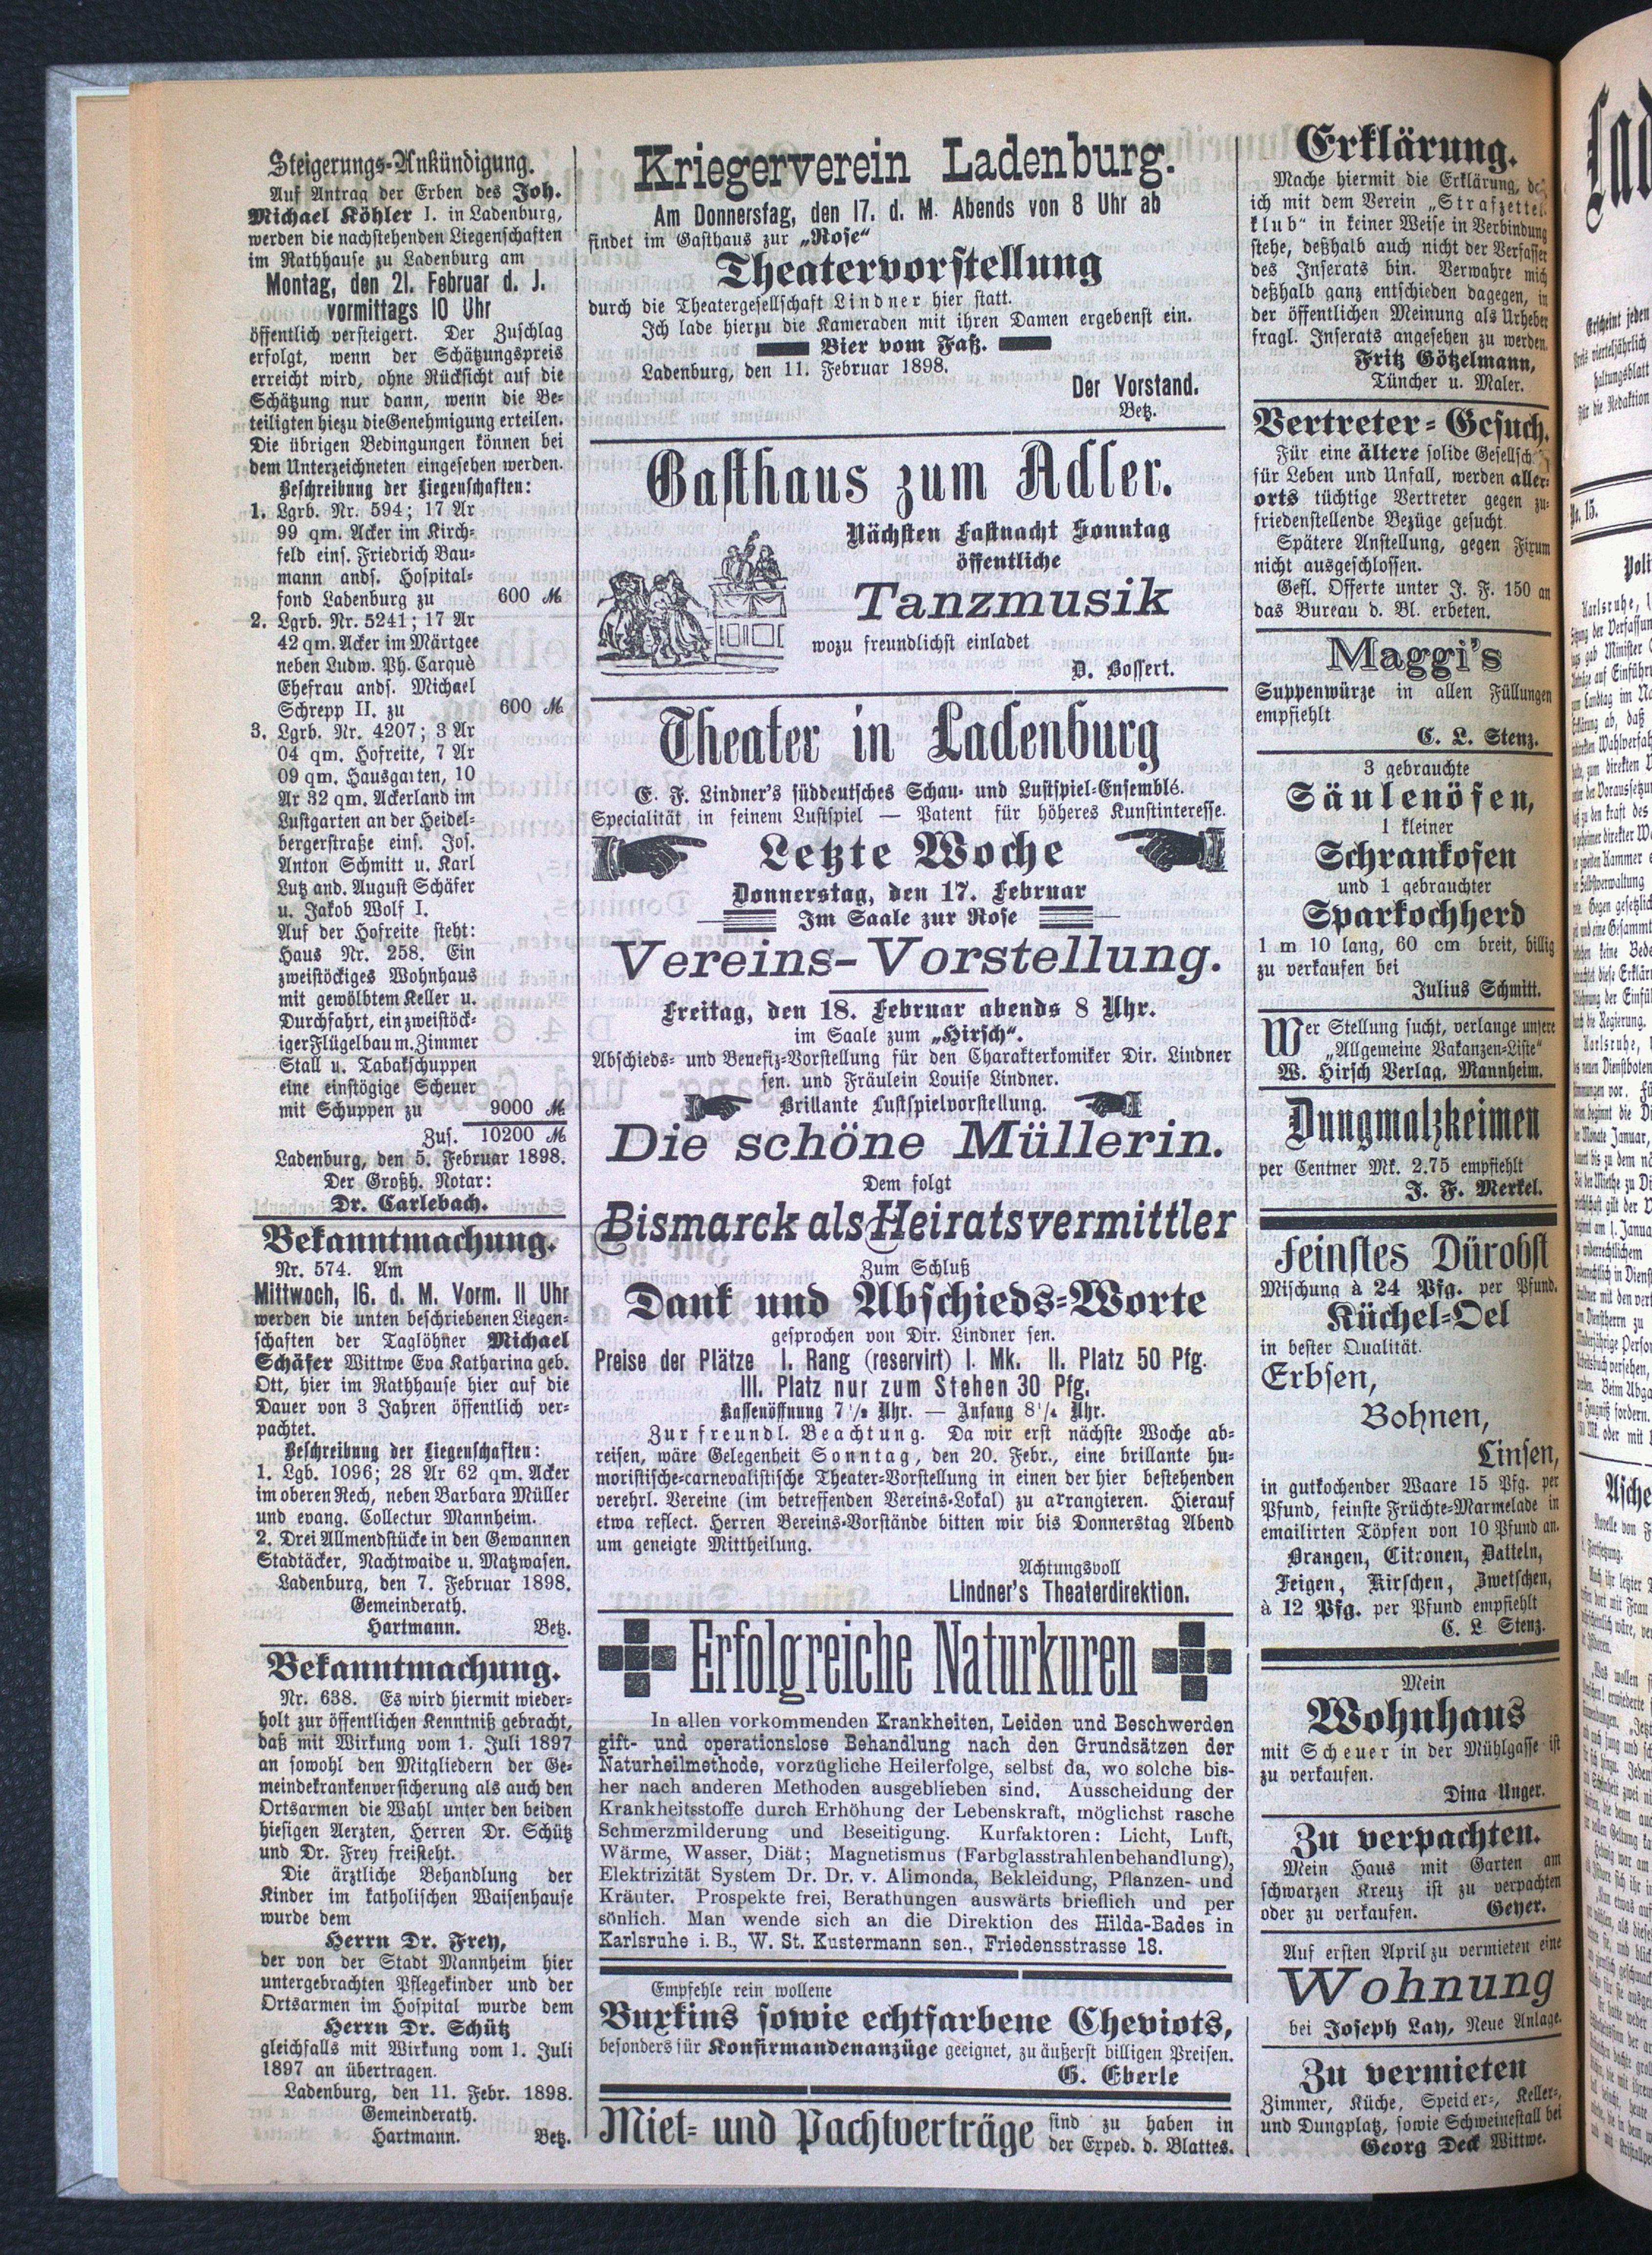 Steigerungs-Ankündigung.
Auf Antrag der Erben des Joh.
Michael Köhler I. in Ladenburg,
werden die nachstehenden Liegenschaften
im Rathhause zu Ladenburg am
Montag, den 21. Februar d. J.
vormittags 10 Uhr
öffentlich versteigert. Der Zuschlag
erfolgt, wenn der Schätzungspreis
erreicht wird, ohne Rücksicht auf die
Schätzung nur dann, wenn die Be-
teiligten hiezu die Genehmigung erteilen.
Die übrigen Bedingungen können bei
dem Unterzeichneten eingesehen werden.
Beschreibung der Liegenschaften:
1. Lgrb. Nr. 594; 17 Ar
99 qm. Acker im Kirch-
feld eins. Friedrich Bau-
mann ands. Hospital-
fond Ladenburg zu 600 M
2. Lgrb. Nr. 5241; 17 Ar
42 qm. Acker im Märtgee
neben Ludw. Ph. Carquè
Ehefrau ands. Michael
Schrepp II. zu 600 M
3. Lgrb. Nr. 4207; 3 Ar
04 qm. Hofreite, 7 Ar
09 qm. Hausgarten, 10
Ar 32 qm. Ackerland im
Lustgarten an der Heidel-
bergerstraße eins. Jos.
Anton Schmitt u. Karl
Lutz and. August Schäfer
u. Jakob Wolf I.
Auf der Hofreite steht:
Haus Nr. 258. Ein
zweistöckiges Wohnhaus
mit gewölbtem Keller u.
Durchfahrt, ein zweistöck-
iger Flügelbau m. Zimmer
Stall u. Tabakschuppen
eine einstögige Scheuer
mit Schuppen zu 9000 M
Zus. 10200 M
Ladenburg, den 5. Februar 1898.
Der Großh. Notar:
Dr. Carlebach.
Bekanntmachung.
Nr. 574. Am
Mittwoch, 16. d. M. Vorm. 11 Uhr
werden die unten beschriebenen Liegen-
schaften der Taglöhner Michael
Schäfer Wittwe Eva Katharina geb.
Ott, hier im Rathhause hier auf die
Dauer von 3 Jahren öffentlich ver-
pachtet.
Beschreibung der Liegenschaften:
1. Lgb. 1096; 28 Ar 62 qm. Acker
im oberen Rech, neben Barbara Müller
und evang. Collectur Mannheim.
2. Drei Allmendstücke in den Gewannen
Stadtäcker, Nachtwaide u. Matzwasen.
Ladenburg, den 7. Februar 1898.
Gemeinderath.
Hartmann. Betz.
Bekanntmachung.
Nr. 638. Es wird hiermit wieder-
holt zur öffentlichen Kenntniß gebracht,
daß mit Wirkung vom 1. Juli 1897
an sowohl den Mitgliedern der Ge-
meindekrankenversicherung als auch den
Ortsarmen die Wahl unter den beiden
hiesigen Aerzten, Herren Dr. Schütz
und Dr. Frey freisteht.
Die ärztliche Behandlung der
Kinder im katholischen Waisenhause
wurde dem
Herrn Dr. Frey,
der von der Stadt Mannheim hier
untergebrachten Pflegekinder und der
Ortsarmen im Hospital wurde dem
Herrn Dr. Schütz
gleichfalls mit Wirkung vom 1. Juli
1897 an übertragen.
Ladenburg, den 11. Febr. 1898.
Gemeinderath.
Hartmann. Betz.
Kriegerverein Ladenburg.
Am Donnerstag, den 17. d. M. Abends von 8 Uhr ab
findet im Gasthaus zur „Rose“
Theatervorstellung
durch die Theatergesellschaft Lindner hier statt.
Ich lade hierzu die Kameraden mit ihren Damen ergebenst ein.
Bier vom Faß.
Ladenburg, den 11. Februar 1898.
Der Vorstand.
Betz.
Gasthaus zum Adler.
Nächsten Fastnacht Sonntag
öffentliche
Tanzmusik
wozu freundlichst einladet
D. Bossert.
Theater in Ladenburg
E. F. Lindner's süddeutsches Schau- und Lustspiel-Ensemblé.
Specialität in feinem Lustspiel — Patent für höheres Kunstinteresse.
Letzte Woche
Donnerstag, den 17. Februar
Im Saale zur Rose
Vereins-Vorstellung.
Freitag, den 18. Februar abends 8 Uhr.
im Saale zum „Hirsch“.
Abschieds- und Benefiz-Vorstellung für den Charakterkomiker Dir. Lindner
sen. und Fräulein Louise Lindner.
Brillante Lustspielvorstellung.
Die schöne Müllerin.
Dem folgt
Bismarck als Heiratsvermittler
Zum Schluß
Dank und Abschieds-Worte
gesprochen von Dir. Lindner sen.
Preise der Plätze I. Rang (reservirt) 1. Mk. II. Platz 50 Pfg.
III. Platz nur zum Stehen 30 Pfg.
Kassenöffnung 7 1/2 Uhr. — Anfang 8 1/4 Uhr.
Zur freundl. Beachtung. Da wir erst nächste Woche ab-
reisen, wäre Gelegenheit Sonntag, den 20. Febr., eine brillante hu-
moristische-carnevalistische Theater-Vorstellung in einen der hier bestehenden
verehrl. Vereine (im betreffenden Vereins-Lokal) zu arrangieren. Hierauf
etwa reflect. Herren Vereins-Vorstände bitten wir bis Donnerstag Abend
um geneigte Mittheilung.
Achtungsvoll
Lindner's Theaterdirektion.
Erfolgreiche Naturkuren
In allen vorkommenden Krankheiten, Leiden und Beschwerden
gift- und operationslose Behandlung nach den Grundsätzen der
Naturheilmethode, vorzügliche Heilerfolge, selbst da, wo solche bis-
her nach anderen Methoden ausgeblieben sind. Ausscheidung der
Krankheitsstoffe durch Erhöhung der Lebenskraft, möglichst rasche
Schmerzmilderung und Beseitigung. Kurfaktoren: Licht, Luft,
Wärme, Wasser, Diät; Magnetismus (Farbglasstrahlenbehandlung),
Elektrizität System Dr. Dr. v. Alimonda, Bekleidung, Pflanzen- und
Kräuter. Prospekte frei, Berathungen auswärts brieflich und per
sönlich. Man wende sich an die Direktion des Hilda-Bades in
Karlsruhe i. B., W. St. Kustermann sen., Friedensstrasse 18.
Empfehle rein wollene
Buxkins sowie echtfarbene Cheviots,
besonders für Konfirmandenanzüge geeignet, zu äußerst billigen Preisen.
G. Eberle
Miet- und Pachtverträge sind zu haben in
der Exped. d. Blattes.
Erklärung.
Mache hiermit die Erklärung,
ich mit dem Verein „Strafzettel-
klub“ in keiner Weise in Verbindung
stehe, deßhalb auch nicht der Verfasser
des Inserats bin. Verwahre mich
deßhalb ganz entschieden dagegen, in
der öffentlichen Meinung als Urheber
fragl. Inserats angesehen zu werden.
Fritz Götzelmann,
Tüncher u. Maler.
Vertreter-Gesuch.
Für eine ältere solide Gesellsch
für Leben und Unfall, werden aller-
orts tüchtige Vertreter gegen zu-
friedenstellende Bezüge gesucht.
Spätere Anstellung, gegen Fixum
nicht ausgeschlossen.
Gefl. Offerte unter J. F. 150 an
das Bureau d. Bl. erbeten.
Maggi's
Suppenwürze in allen Füllungen
empfiehlt
C. L. Stenz.
3 gebrauchte
Säulenöfen,
1 kleiner
Schrankofen
und 1 gebrauchter
Sparkochherd
1 m 10 lang, 60 cm breit, billig
zu verkaufen bei
Julius Schmitt.
Wer Stellung sucht, verlange unsere
„Allgemeine Vakanzen-Liste“
W. Hirsch Verlag, Mannheim.
Dungmalzkeimen
per Centner Mk. 2.75 empfiehlt
J. F. Merkel.
Feinstes Dürobst
Mischung à 24 Pfg. per Pfund.
Küchel-Oel
in bester Qualität.
Erbsen,
Bohnen,
Linsen,
in gutkochender Waare 15 Pfg. per
Pfund, feinste Früchte-Marmelade in
emailirten Töpfen von 10 Pfund an.
Orangen, Citronen, Datteln,
Feigen, Kirschen, Zwetschen,
à 12 Pfg. per Pfund empfiehlt
C. L Stenz.
Mein
Wohnhaus
mit Scheuer in der Mühlgasse ist
zu verkaufen.
Dina Unger.
Zu verpachten.
Mein Haus mit Garten am
schwarzen Kreuz ist zu verpachten
oder zu verkaufen. Geyer.
Auf ersten April zu vermieten eine
Wohnung
bei Joseph Lay, Neue Anlage.
Zu vermieten
Zimmer, Küche, Speicher-, Keller-,
und Dungplatz, sowie Schweinestall bei
Georg Deck Wittwe.
Lad
Erscheint jeden
No. 15.